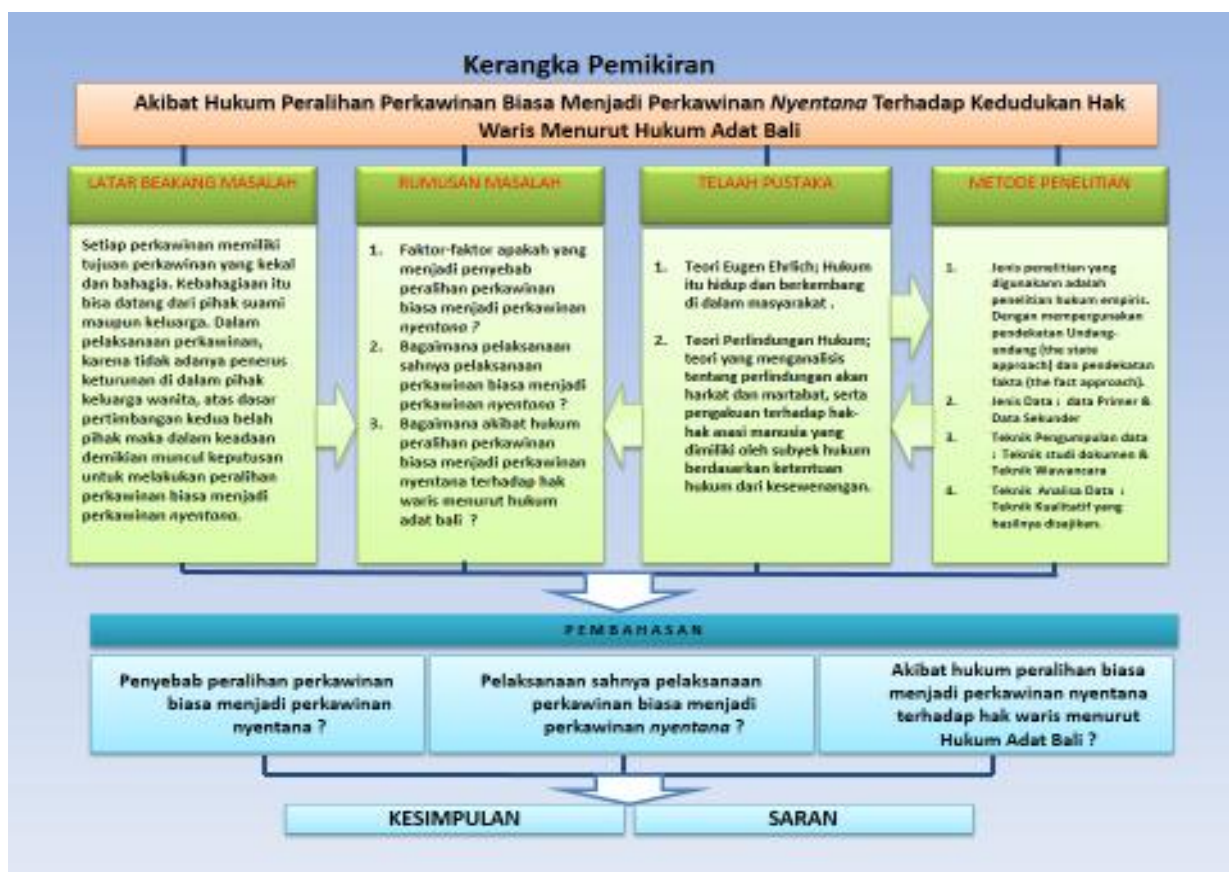 Kerangka Pemikiran
Akibat Hukum Peralihan Perkawinan Biasa Menjadi Perkawinan Nyentana Terhadap Kedudukan Hak
Waris Menurut Hukum Adat Bali
LATAR BEAKANG MASALAH
Setiap perkawinan memiliki
tujuan perkawinan yang kekal
dan bahagia. Kebahagiaan itu
bisa datang dari pihak suami
maupun keluarga. Dalam
pelaksanaan perkawinan,
karena tidak adanya penerus
keturunan di dalam pihak
keluarga wanita, atas dasar
pertimbangan kedua belah
pihak maka dalam keadaan
demikian muncul keputusan
untuk melakukan peralihan
perkawinan biasa menjadi
perkawinan nyentana.
RUMUSAN MASALAH
1. Faktor-faktor apakah yang
menjadi penyebab
peralihan perkawinan
biasa menjadi perkawinan
nyentana ?
2. Bagaimana pelaksanaan
sahnya pelaksanaan
perkawinan biasa menjadi
perkawinan nyentana ?
3. Bagaimana akibat hukum
peralihan perkawinan
biasa menjadi perkawinan
nyentana terhadap hak
waris menurut hukum
adat bali ?
TELAAH PUSTAKA
1. Teori Eugen Ehrlich; Hukum
itu hidup dan berkembang
di dalam masyarakat .
2. Teori Perlindungan Hukum;
teori yang menganalisis
tentang perlindungan akan
harkat dan martabat, serta
pengakuan terhadap hak-
hak asasi manusia yang
dimiliki oleh subyek hukum
berdasarkan ketentuan
hukum dari kesewenangan.
METODE PENELITIAN
1. Jenis penelitian yang
digunakann adalah
penelitian hukum empiris.
Dengan mempergunakan
pendekatan Undang-
undang (the state
approach) dan pendekatan
fakta (the fact approach).
2. Jenis Data : data Primer &
Data Sekunder
3. Teknik Pengumpulan data
: Teknik studi dokumen &
Teknik Wawancara
4. Teknik Analisa Data :
Teknik Kualitatif yang
hasilnya disajikan.
PEMBAHASAN
Penyebab peralihan perkawinan
biasa menjadi perkawinan
nyentana ?
Pelaksanaan sahnya pelaksanaan
perkawinan biasa menjadi
perkawinan nyentana ?
Akibat hukum peralihan biasa
menjadi perkawinan nyentana
terhadap hak waris menurut
Hukum Adat Bali ?
KESIMPULAN
SARAN